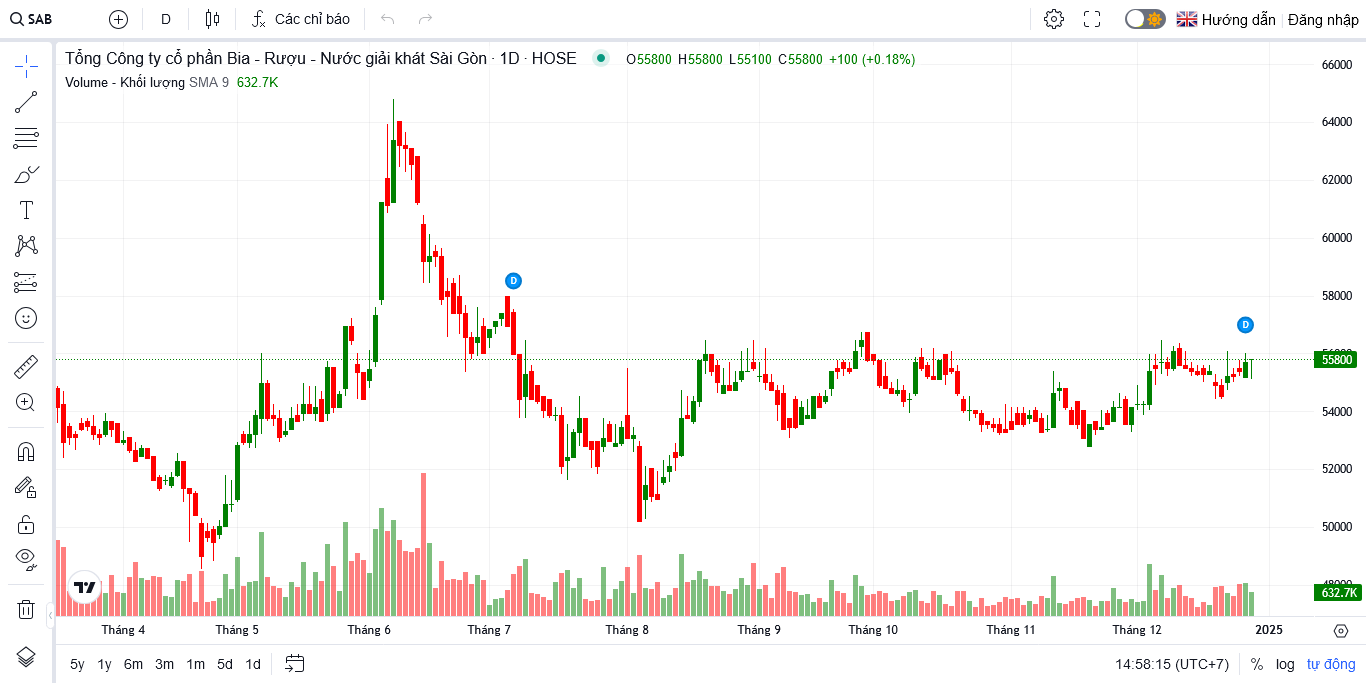 SAB D Các chỉ báo Hướng dẫn Đăng nhập
Tổng Công ty cổ phần Bia - Rượu - Nước giải khát Sài Gòn · 1D · HOSE O55800 H55800 L55100 C55800 +100 (+0.18%)
Volume - Khối lượng SMA 9 632.7K
66000
64000
62000
60000
D
58000
D
56000
55800
54000
52000
50000
48000
632.7K
Tháng 4 Tháng 5 Tháng 6 Tháng 7 Tháng 8 Tháng 9 Tháng 10 Tháng 11 Tháng 12 2025
5y 1y 6m 3m 1m 5d 1d 14:58:15 (UTC+7) % log tự động